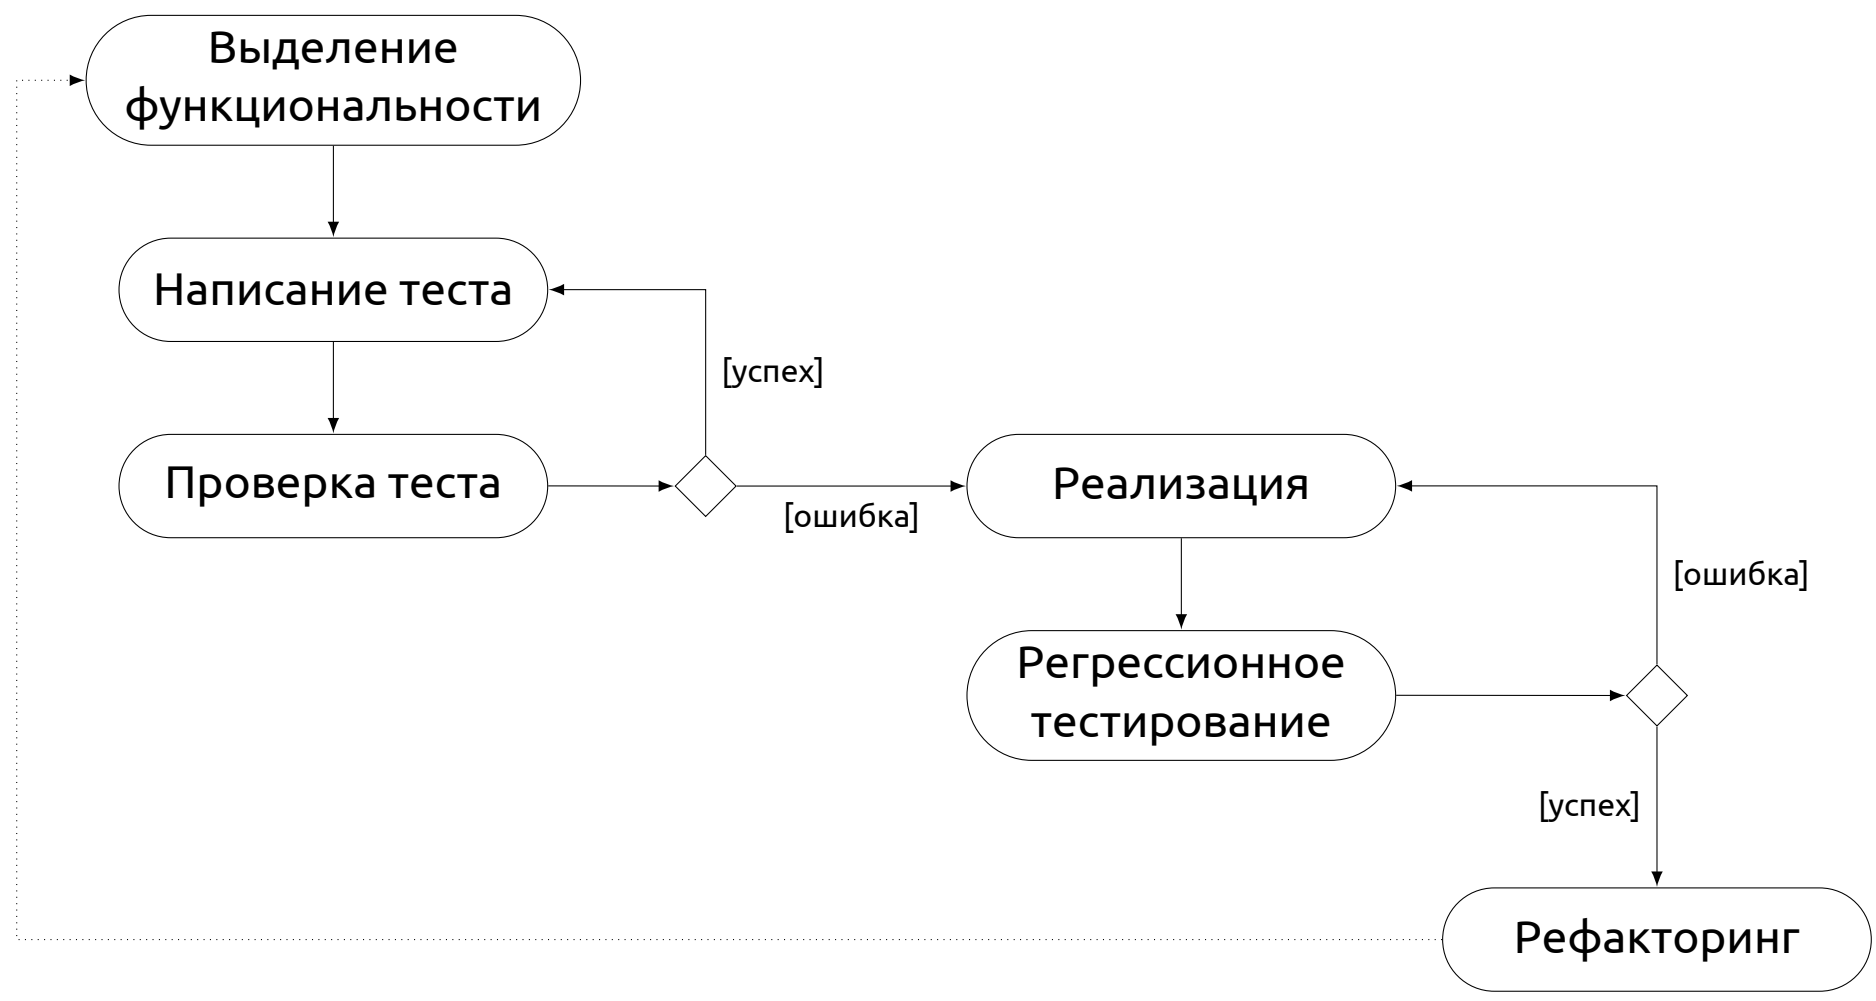 Выделение
функциональности
Написание теста
[успех]
Проверка теста
[ошибка]
Реализация
[ошибка]
Регрессионное
тестирование
[успех]
Рефакторинг